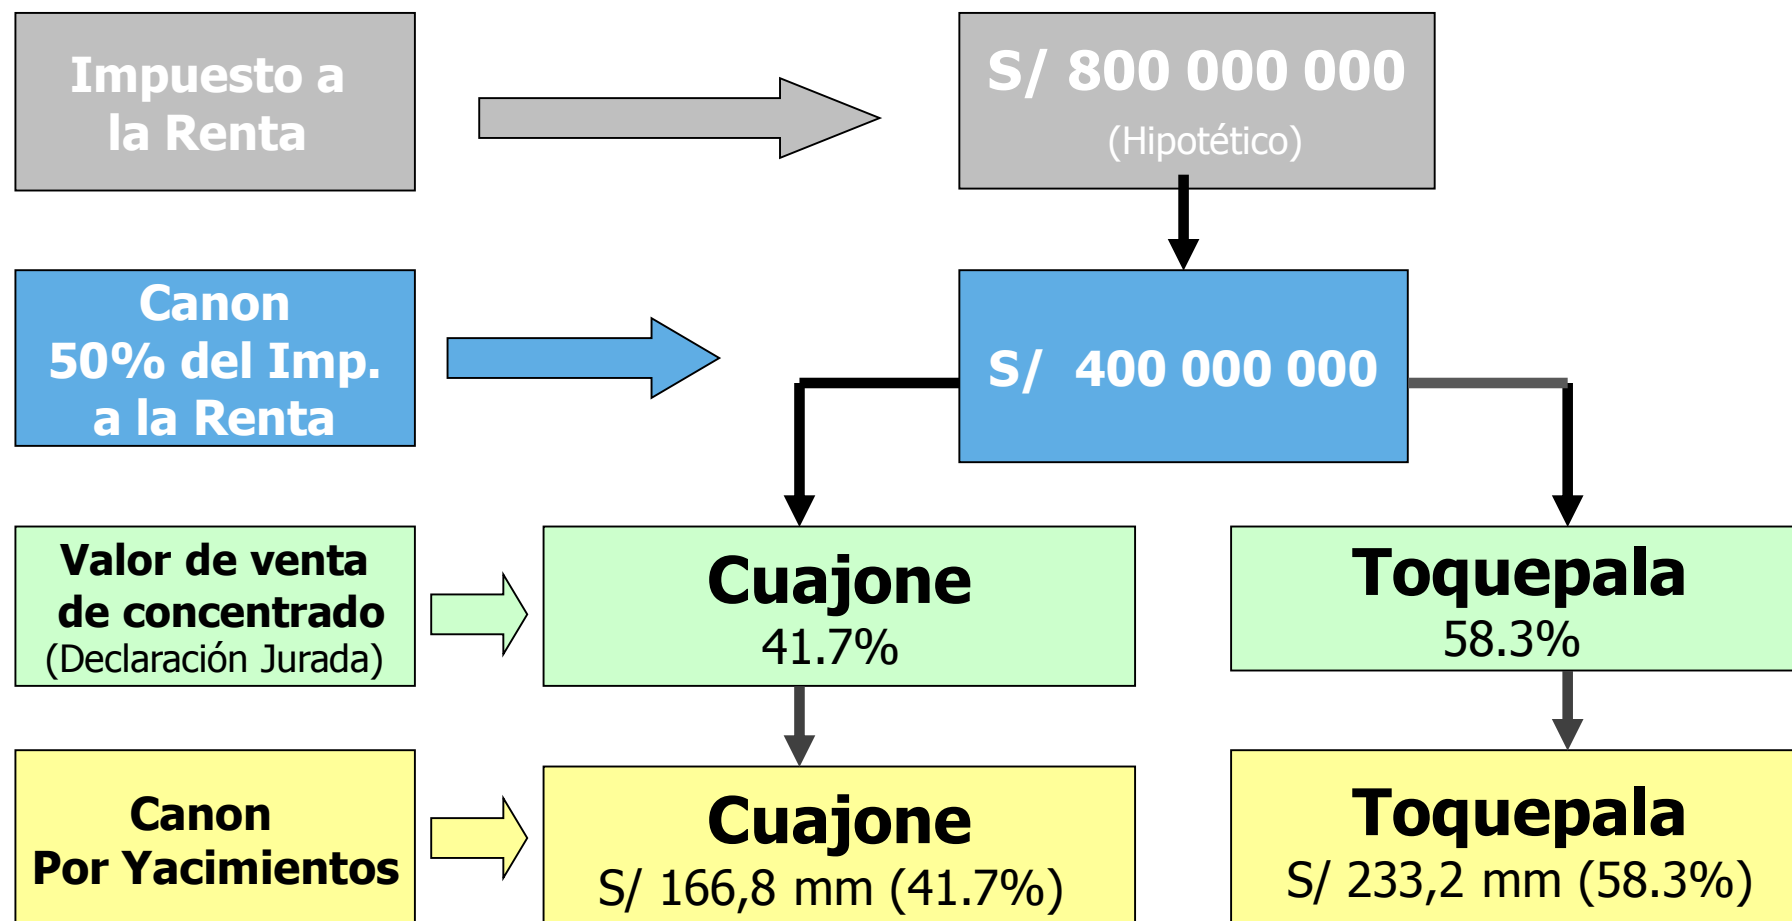 Impuesto a
la Renta
S/ 800 000 000
(Hipotético)
Canon
50% del Imp.
a la Renta
S/ 400 000 000
Valor de venta
de concentrado
(Declaración Jurada)
Cuajone
41.7%
Toquepala
58.3%
Canon
Por Yacimientos
Cuajone
S/ 166,8 mm (41.7%)
Toquepala
S/ 233,2 mm (58.3%)